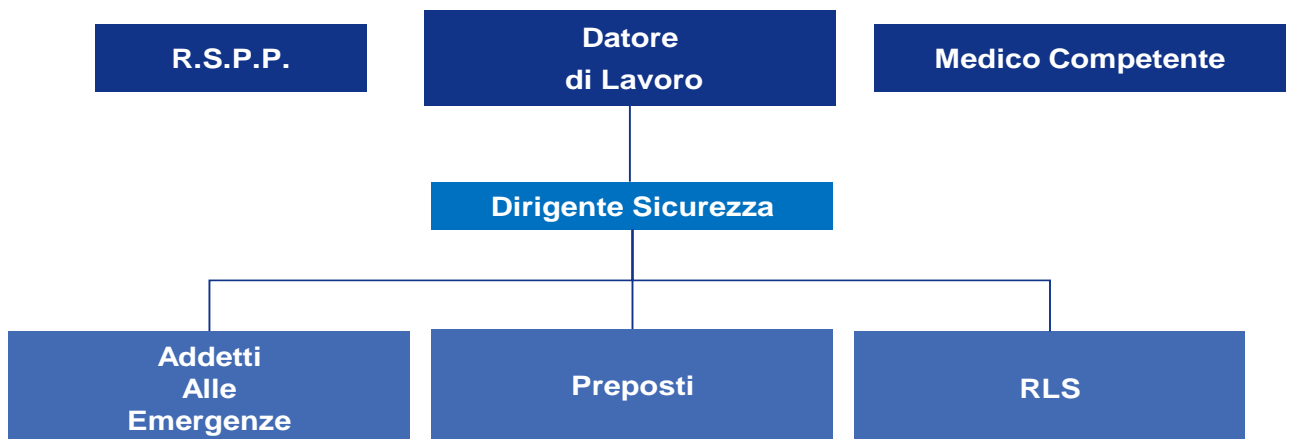 R.S.P.P.
Datore
di Lavoro
Medico Competente
Dirigente Sicurezza
Addetti
Alle
Emergenze
Preposti
RLS